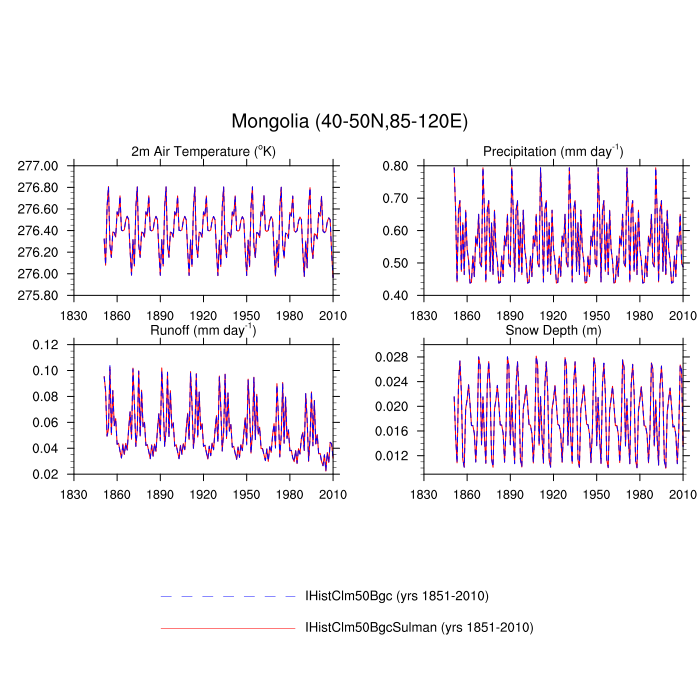 Mongolia (40-50N,85-120E)
2m Air Temperature (°K)
277.00
276.80
276.60
276.40
276.20
276.00
275.80
1830 1860 1890 1920 1950 1980 2010
Precipitation (mm day-1)
0.80
0.70
0.60
0.50
0.40
1830 1860 1890 1920 1950 1980 2010
Runoff (mm day-1)
0.12
0.10
0.08
0.06
0.04
0.02
1830 1860 1890 1920 1950 1980 2010
Snow Depth (m)
0.028
0.024
0.020
0.016
0.012
1830 1860 1890 1920 1950 1980 2010
IHistClm50Bgc (yrs 1851-2010)
IHistClm50BgcSulman (yrs 1851-2010)